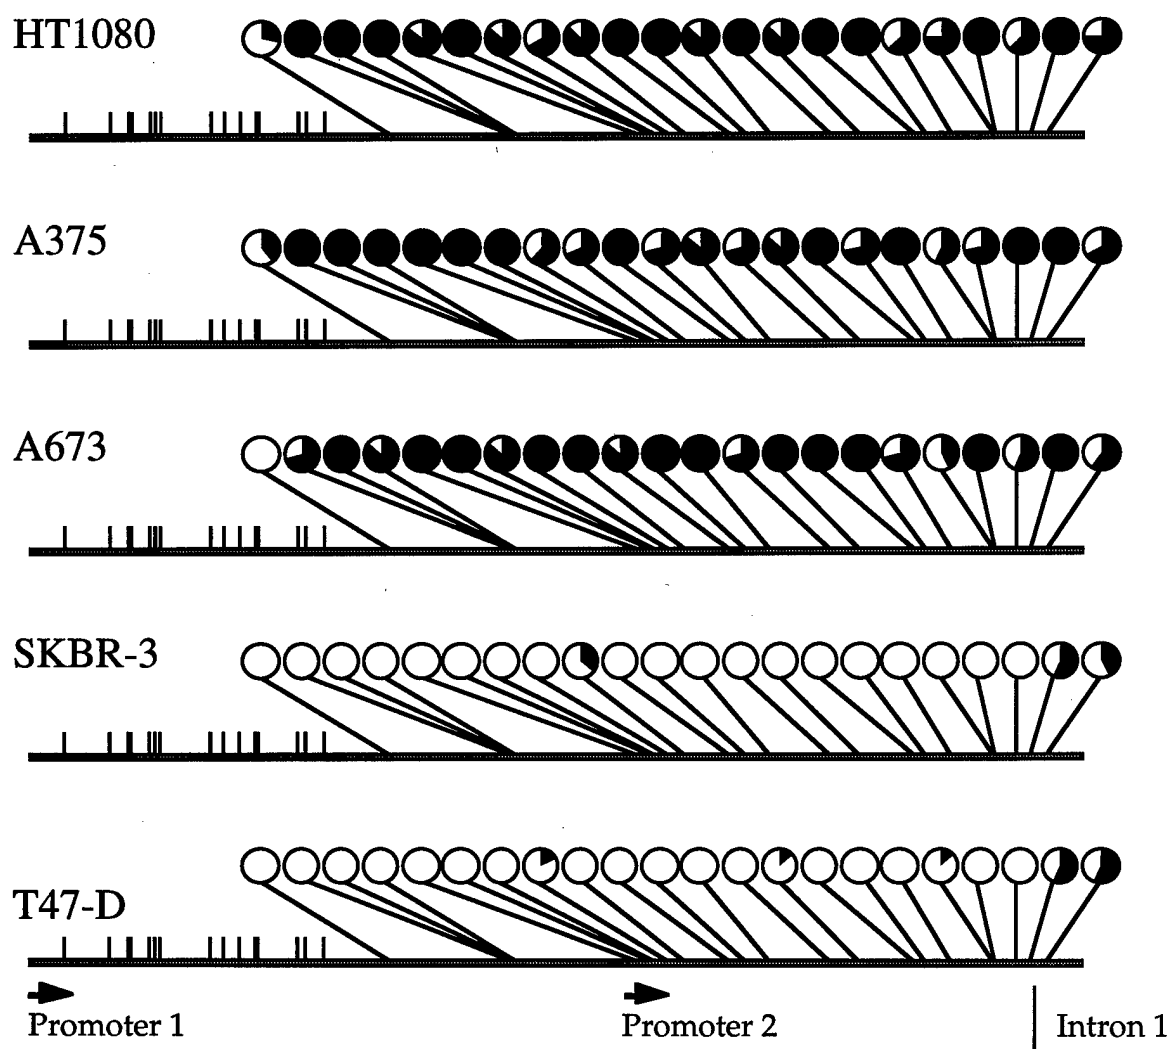 HT1080
A375
A673
SKBR-3
T47-D
Promoter 1
Promoter 2
Intron 1